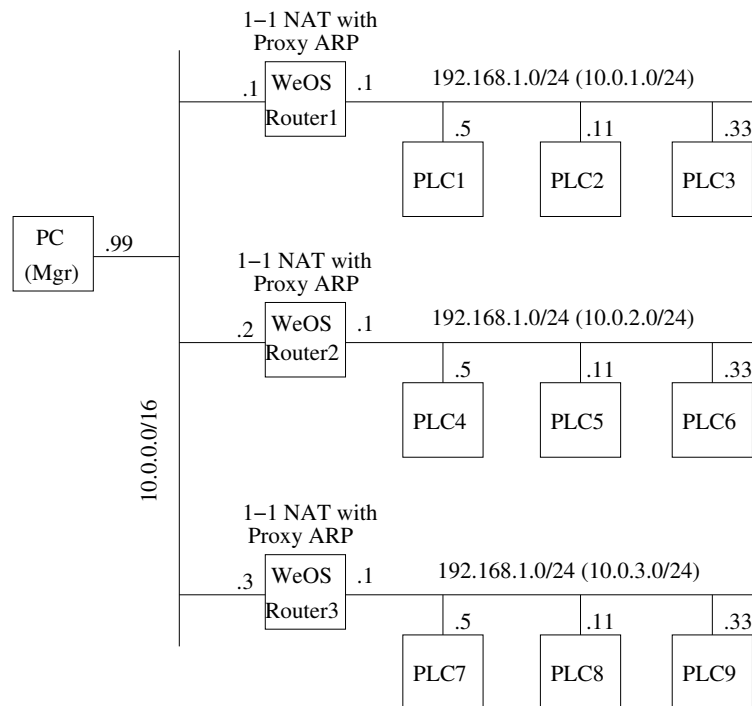 1−1 NAT with
Proxy ARP
.1
WeOS
Router1
.1
192.168.1.0/24 (10.0.1.0/24)
.5
.11
.33
PLC1
PLC2
PLC3
PC
(Mgr)
.99
1−1 NAT with
Proxy ARP
.2
WeOS
Router2
.1
192.168.1.0/24 (10.0.2.0/24)
.5
.11
.33
PLC4
PLC5
PLC6
10.0.0.0/16
1−1 NAT with
Proxy ARP
.3
WeOS
Router3
.1
192.168.1.0/24 (10.0.3.0/24)
.5
.11
.33
PLC7
PLC8
PLC9